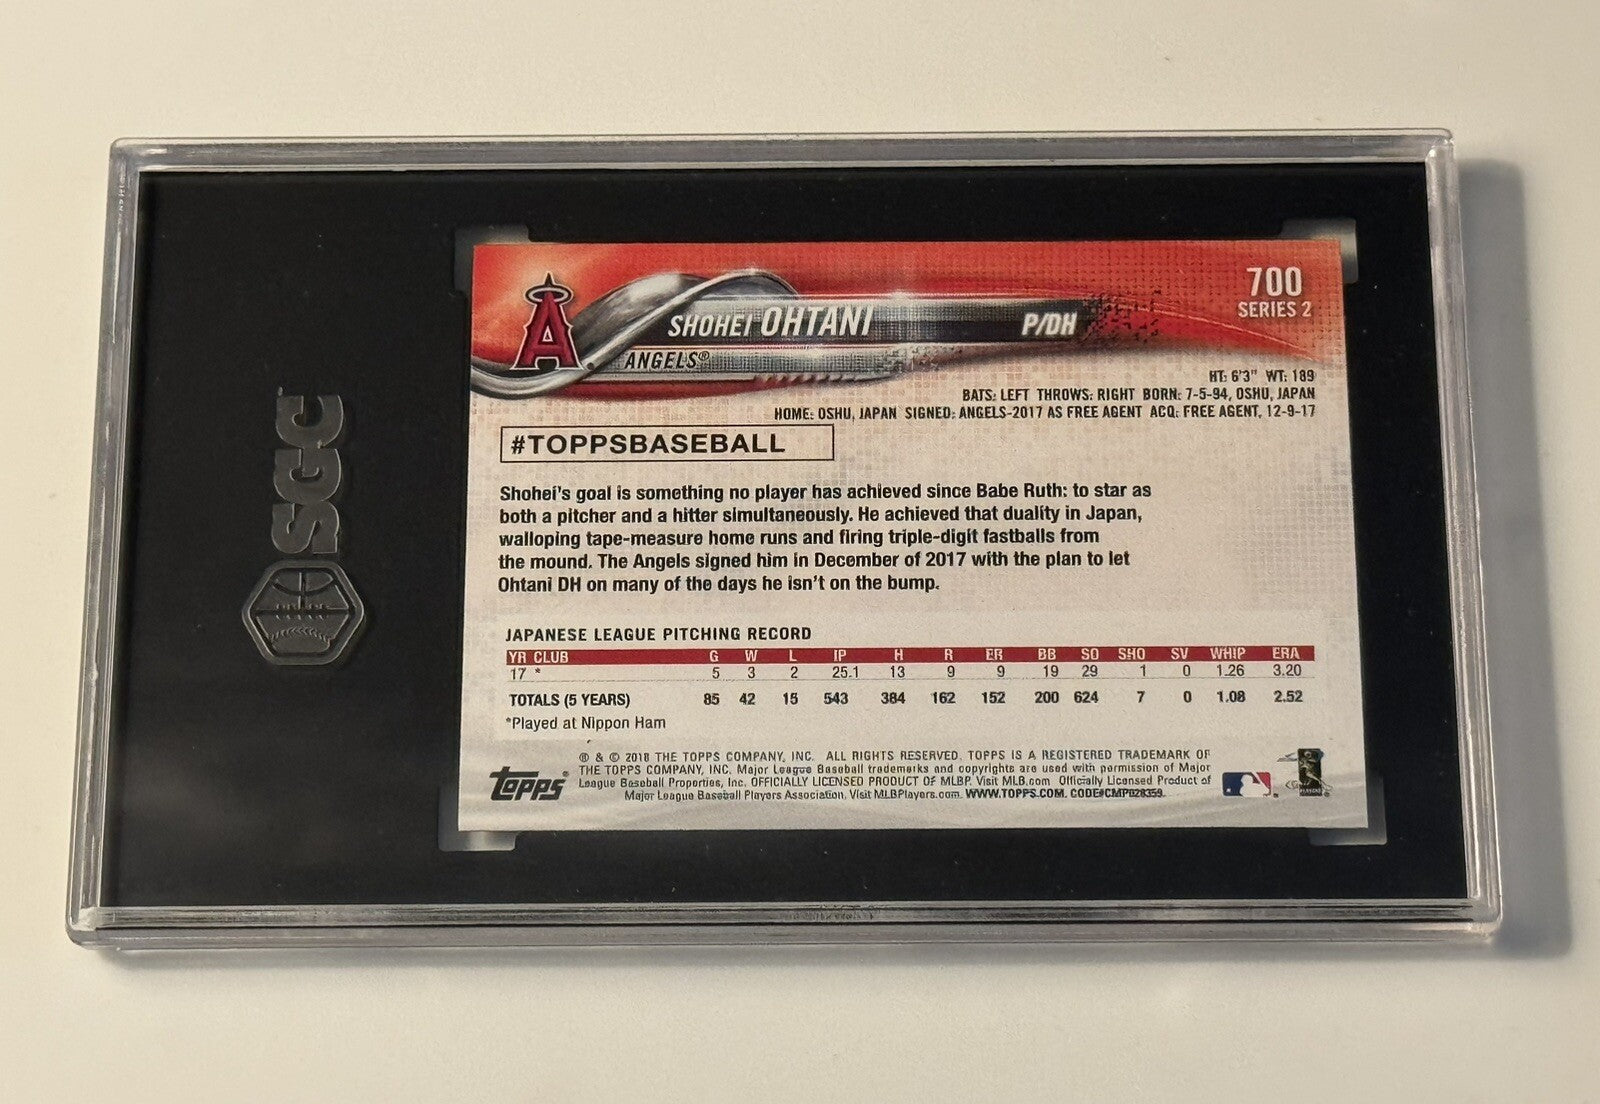 SGC
A
SHOHEI OHTANI P/DH
ANGELS®
700
SERIES 2
HT: 6'3" WT: 189
BATS: LEFT THROWS: RIGHT BORN: 7-5-94, OSHU, JAPAN
HOME: OSHU, JAPAN SIGNED: ANGELS-2017 AS FREE AGENT ACQ: FREE AGENT, 12-9-17
#TOPPSBASEBALL
Shohei's goal is something no player has achieved since Babe Ruth: to star as
both a pitcher and a hitter simultaneously. He achieved that duality in Japan,
walloping tape-measure home runs and firing triple-digit fastballs from
the mound. The Angels signed him in December of 2017 with the plan to let
Ohtani DH on many of the days he isn't on the bump.
JAPANESE LEAGUE PITCHING RECORD
YR CLUB G W L IP H R ER BB SO SHO SV WHIP ERA
17 * 5 3 2 25.1 13 9 9 19 29 1 0 1.26 3.20
TOTALS (5 YEARS) 85 42 15 543 384 162 152 200 624 7 0 1.08 2.52
*Played at Nippon Ham
® & © 2018 THE TOPPS COMPANY, INC. ALL RIGHTS RESERVED. TOPPS IS A REGISTERED TRADEMARK OF
THE TOPPS COMPANY, INC. Major League Baseball trademarks and copyrights are used with permission of Major
League Baseball Properties, Inc. OFFICIALLY LICENSED PRODUCT OF MLBP. Visit MLB.com Officially Licensed Product of
Major League Baseball Players Association. Visit MLBPlayers.com. WWW.TOPPS.COM. CODE#CMP028359
topps®